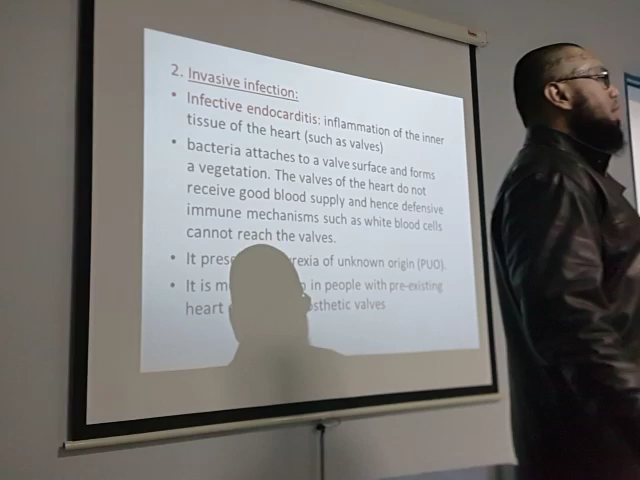 2. Invasive infection:
• Infective endocarditis: inflammation of the inner
tissue of the heart (such as valves)
• bacteria attaches to a valve surface and forms
a vegetation. The valves of the heart do not
receive good blood supply and hence defensive
immune mechanisms such as white blood cells
cannot reach the valves.
• It pres rexia of unknown origin (PUO).
• It is m in people with pre-existing
heart osthetic valves